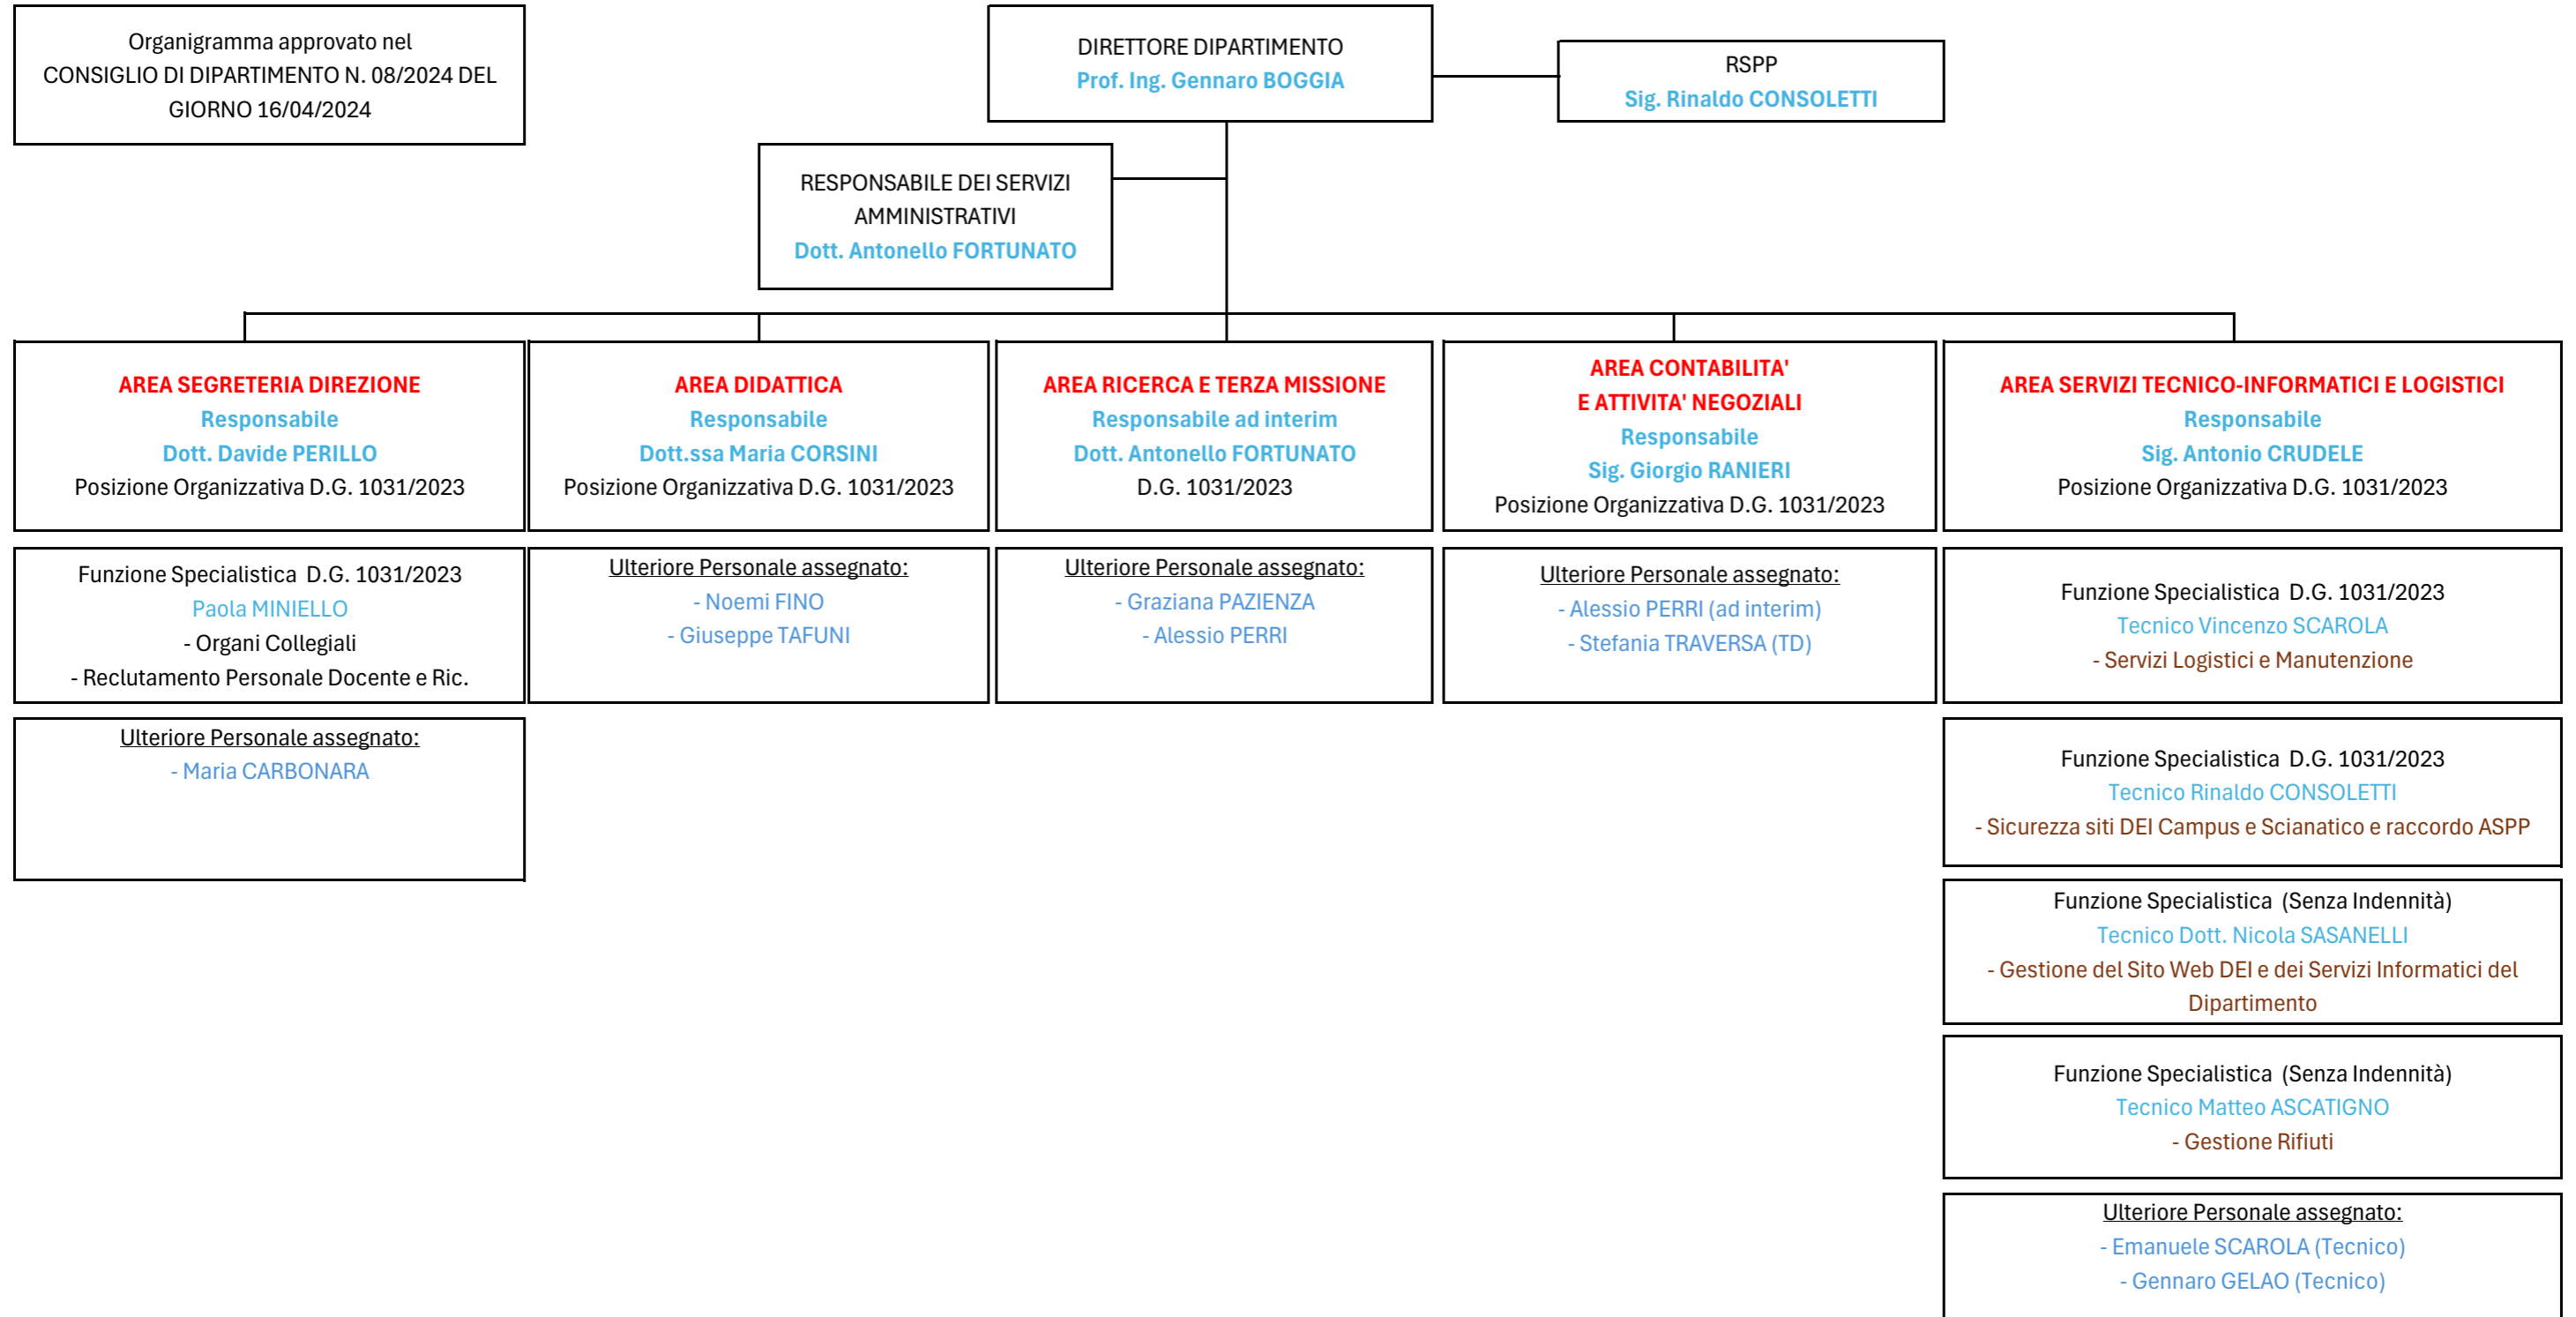 Organigramma approvato nel
CONSIGLIO DI DIPARTIMENTO N. 08/2024 DEL
GIORNO 16/04/2024
DIRETTORE DIPARTIMENTO
Prof. Ing. Gennaro BOGGIA
RSPP
Sig. Rinaldo CONSOLETTI
RESPONSABILE DEI SERVIZI
AMMINISTRATIVI
Dott. Antonello FORTUNATO
AREA SEGRETERIA DIREZIONE
Responsabile
Dott. Davide PERILLO
Posizione Organizzativa D.G. 1031/2023
AREA DIDATTICA
Responsabile
Dott.ssa Maria CORSINI
Posizione Organizzativa D.G. 1031/2023
AREA RICERCA E TERZA MISSIONE
Responsabile ad interim
Dott. Antonello FORTUNATO
D.G. 1031/2023
AREA CONTABILITA'
E ATTIVITA' NEGOZIALI
Responsabile
Sig. Giorgio RANIERI
Posizione Organizzativa D.G. 1031/2023
AREA SERVIZI TECNICO-INFORMATICI E LOGISTICI
Responsabile
Sig. Antonio CRUDELE
Posizione Organizzativa D.G. 1031/2023
Funzione Specialistica  D.G. 1031/2023
Paola MINIELLO
- Organi Collegiali
- Reclutamento Personale Docente e Ric.
Ulteriore Personale assegnato:
- Noemi FINO
- Giuseppe TAFUNI
Ulteriore Personale assegnato:
- Graziana PAZIENZA
- Alessio PERRI
Ulteriore Personale assegnato:
- Alessio PERRI (ad interim)
- Stefania TRAVERSA (TD)
Funzione Specialistica  D.G. 1031/2023
Tecnico Vincenzo SCAROLA
- Servizi Logistici e Manutenzione
Ulteriore Personale assegnato:
- Maria CARBONARA
Funzione Specialistica  D.G. 1031/2023
Tecnico Rinaldo CONSOLETTI
- Sicurezza siti DEI Campus e Scianatico e raccordo ASPP
Funzione Specialistica  (Senza Indennità)
Tecnico Dott. Nicola SASANELLI
- Gestione del Sito Web DEI e dei Servizi Informatici del
Dipartimento
Funzione Specialistica  (Senza Indennità)
Tecnico Matteo ASCATIGNO
- Gestione Rifiuti
Ulteriore Personale assegnato:
- Emanuele SCAROLA (Tecnico)
- Gennaro GELAO (Tecnico)